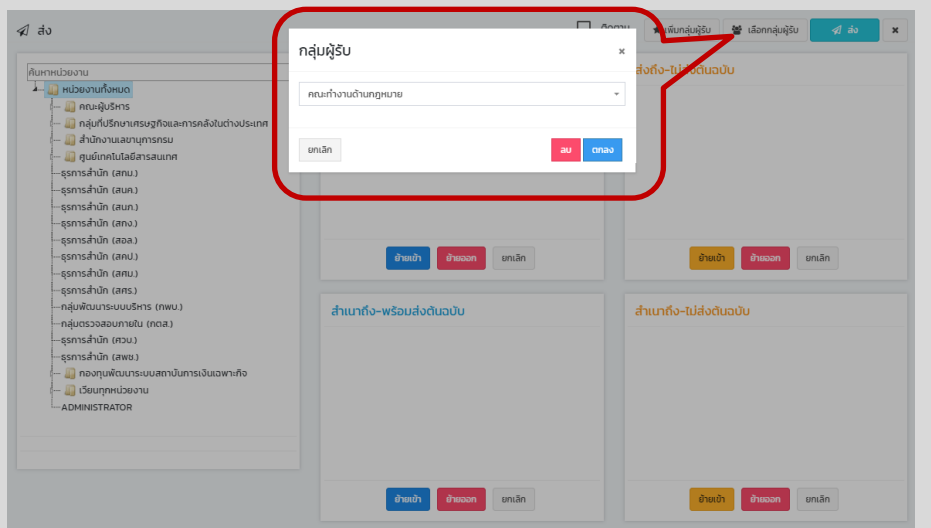 ส่ง
ติดตาม
เพิ่มกลุ่มผู้รับ
เลือกกลุ่มผู้รับ
ส่ง
×
กลุ่มผู้รับ
×
คณะทำงานด้านกฎหมาย
ยกเลิก
ลบ
ตกลง
ค้นหาหน่วยงาน
หน่วยงานทั้งหมด
คณะผู้บริหาร
กลุ่มที่ปรึกษาเศรษฐกิจและการคลังในต่างประเทศ
สำนักงานเลขานุการกรม
ศูนย์เทคโนโลยีสารสนเทศ
ธุรการสำนัก (สกม.)
ธุรการสำนัก (สนค.)
ธุรการสำนัก (สนภ.)
ธุรการสำนัก (สกง.)
ธุรการสำนัก (สอล.)
ธุรการสำนัก (สคป.)
ธุรการสำนัก (สศม.)
ธุรการสำนัก (สศร.)
กลุ่มพัฒนาระบบบริหาร (กพบ.)
กลุ่มตรวจสอบภายใน (กตส.)
ธุรการสำนัก (ศวบ.)
ธุรการสำนัก (สพช.)
กองทุนพัฒนาระบบสถาบันการเงินเฉพาะกิจ
เวียนทุกหน่วยงาน
ADMINISTRATOR
ส่งถึง-ไม่ส่งต้นฉบับ
ย้ายเข้า
ย้ายออก
ยกเลิก
ย้ายเข้า
ย้ายออก
ยกเลิก
สำเนาถึง-พร้อมส่งต้นฉบับ
สำเนาถึง-ไม่ส่งต้นฉบับ
ย้ายเข้า
ย้ายออก
ยกเลิก
ย้ายเข้า
ย้ายออก
ยกเลิก